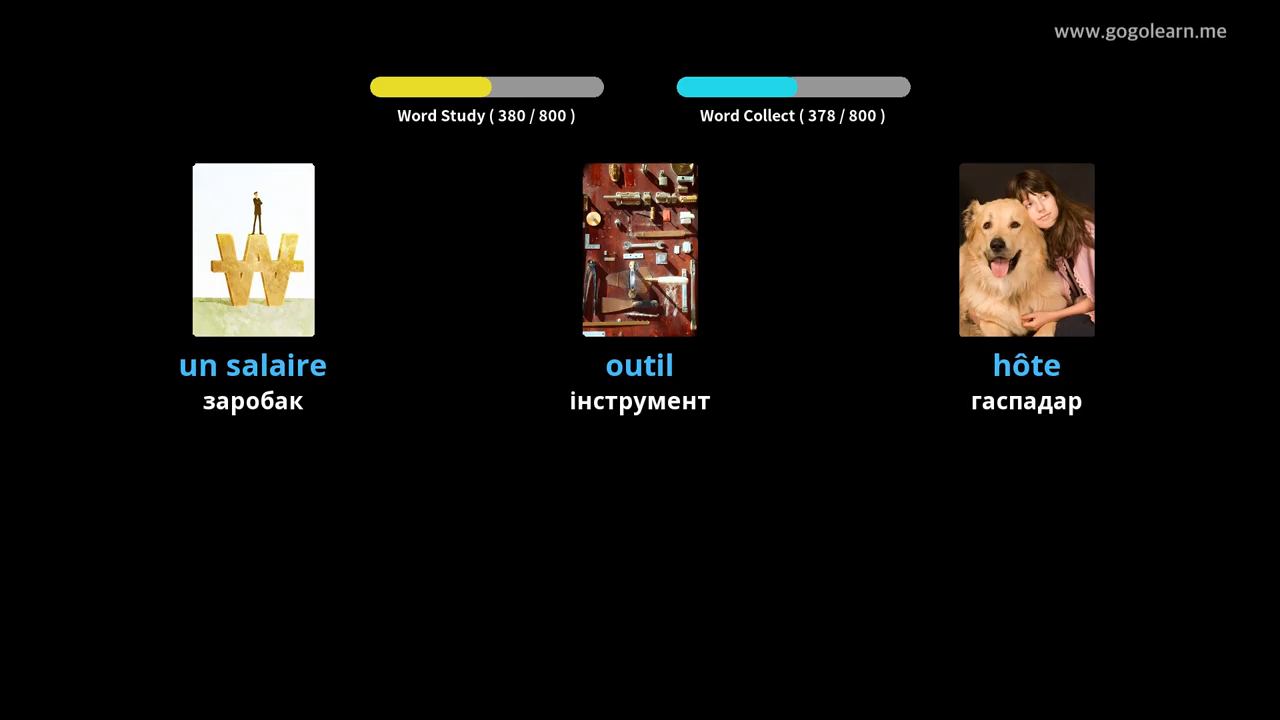 www.gogolearn.me
Word Study ( 380 / 800 )
Word Collect ( 378 / 800 )
un salaire
заробак
outil
інструмент
hôte
гаспадар